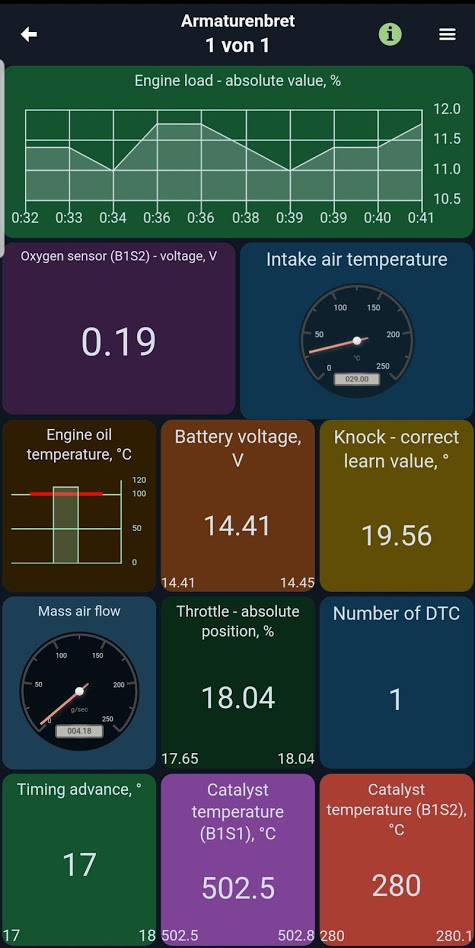 Armaturenbret
1 von 1
i
Engine load - absolute value, %
12.0
11.5
11.0
10.5
0:32 0:33 0:34 0:36 0:36 0:38 0:39 0:39 0:40 0:41
Oxygen sensor (B1S2) - voltage, V
0.19
Intake air temperature
0 50 100 150 200 250
°C
029.00
Engine oil
temperature, °C
120
100
50
0
Battery voltage,
V
14.41
14.41 14.45
Knock - correct
learn value, °
19.56
Mass air flow
0 50 100 150 200 250
g/sec
004.18
Throttle - absolute
position, %
18.04
17.65 18.04
Number of DTC
1
Timing advance, °
17
17 18
Catalyst
temperature
(B1S1), °C
502.5
502.5 502.8
Catalyst
temperature (B1S2),
°C
280
280 280.1